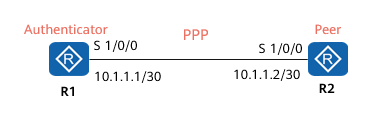 Authenticator
PPP
Peer
S 1/0/0
S 1/0/0
R
R
10.1.1.1/30
10.1.1.2/30
R1
R2